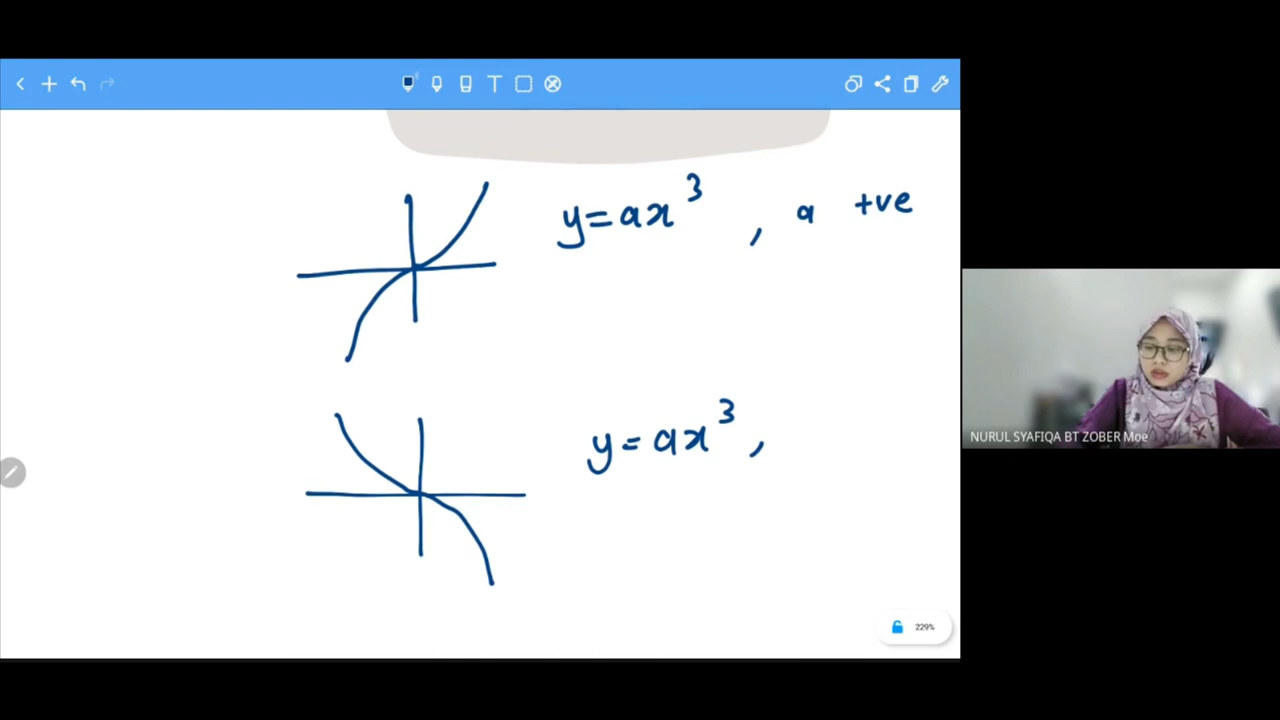 y=ax³ , a +ve
y=ax³ ,
NURUL SYAFIQA BT ZOBER Moe
229%